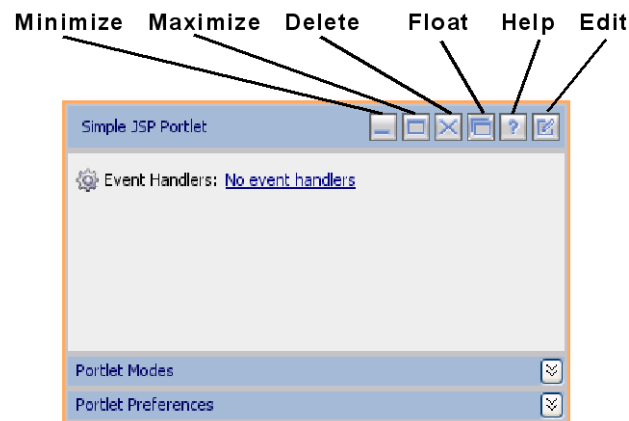 Minimize Maximize Delete Float Help Edit
Simple JSP Portlet
?
Event Handlers: No event handlers
Portlet Modes
Portlet Preferences